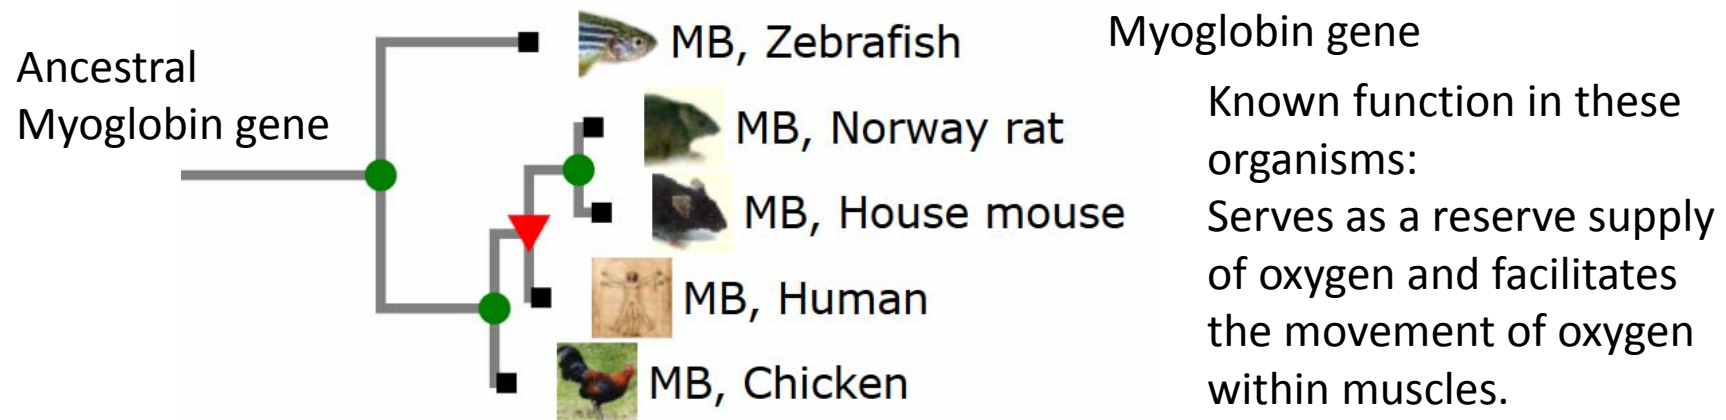 Ancestral
Myoglobin gene
MB, Zebrafish
MB, Norway rat
MB, House mouse
MB, Human
MB, Chicken
Myoglobin gene
Known function in these
organisms:
Serves as a reserve supply
of oxygen and facilitates
the movement of oxygen
within muscles.